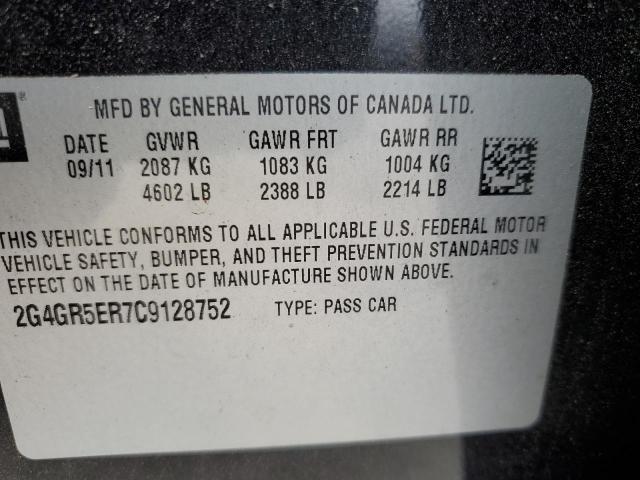 MFD BY GENERAL MOTORS OF CANADA LTD.
DATE GVWR GAWR FRT GAWR RR
09/11 2087 KG 1083 KG 1004 KG
4602 LB 2388 LB 2214 LB
THIS VEHICLE CONFORMS TO ALL APPLICABLE U.S. FEDERAL MOTOR
VEHICLE SAFETY, BUMPER, AND THEFT PREVENTION STANDARDS IN
EFFECT ON THE DATE OF MANUFACTURE SHOWN ABOVE.
2G4GR5ER7C9128752 TYPE: PASS CAR